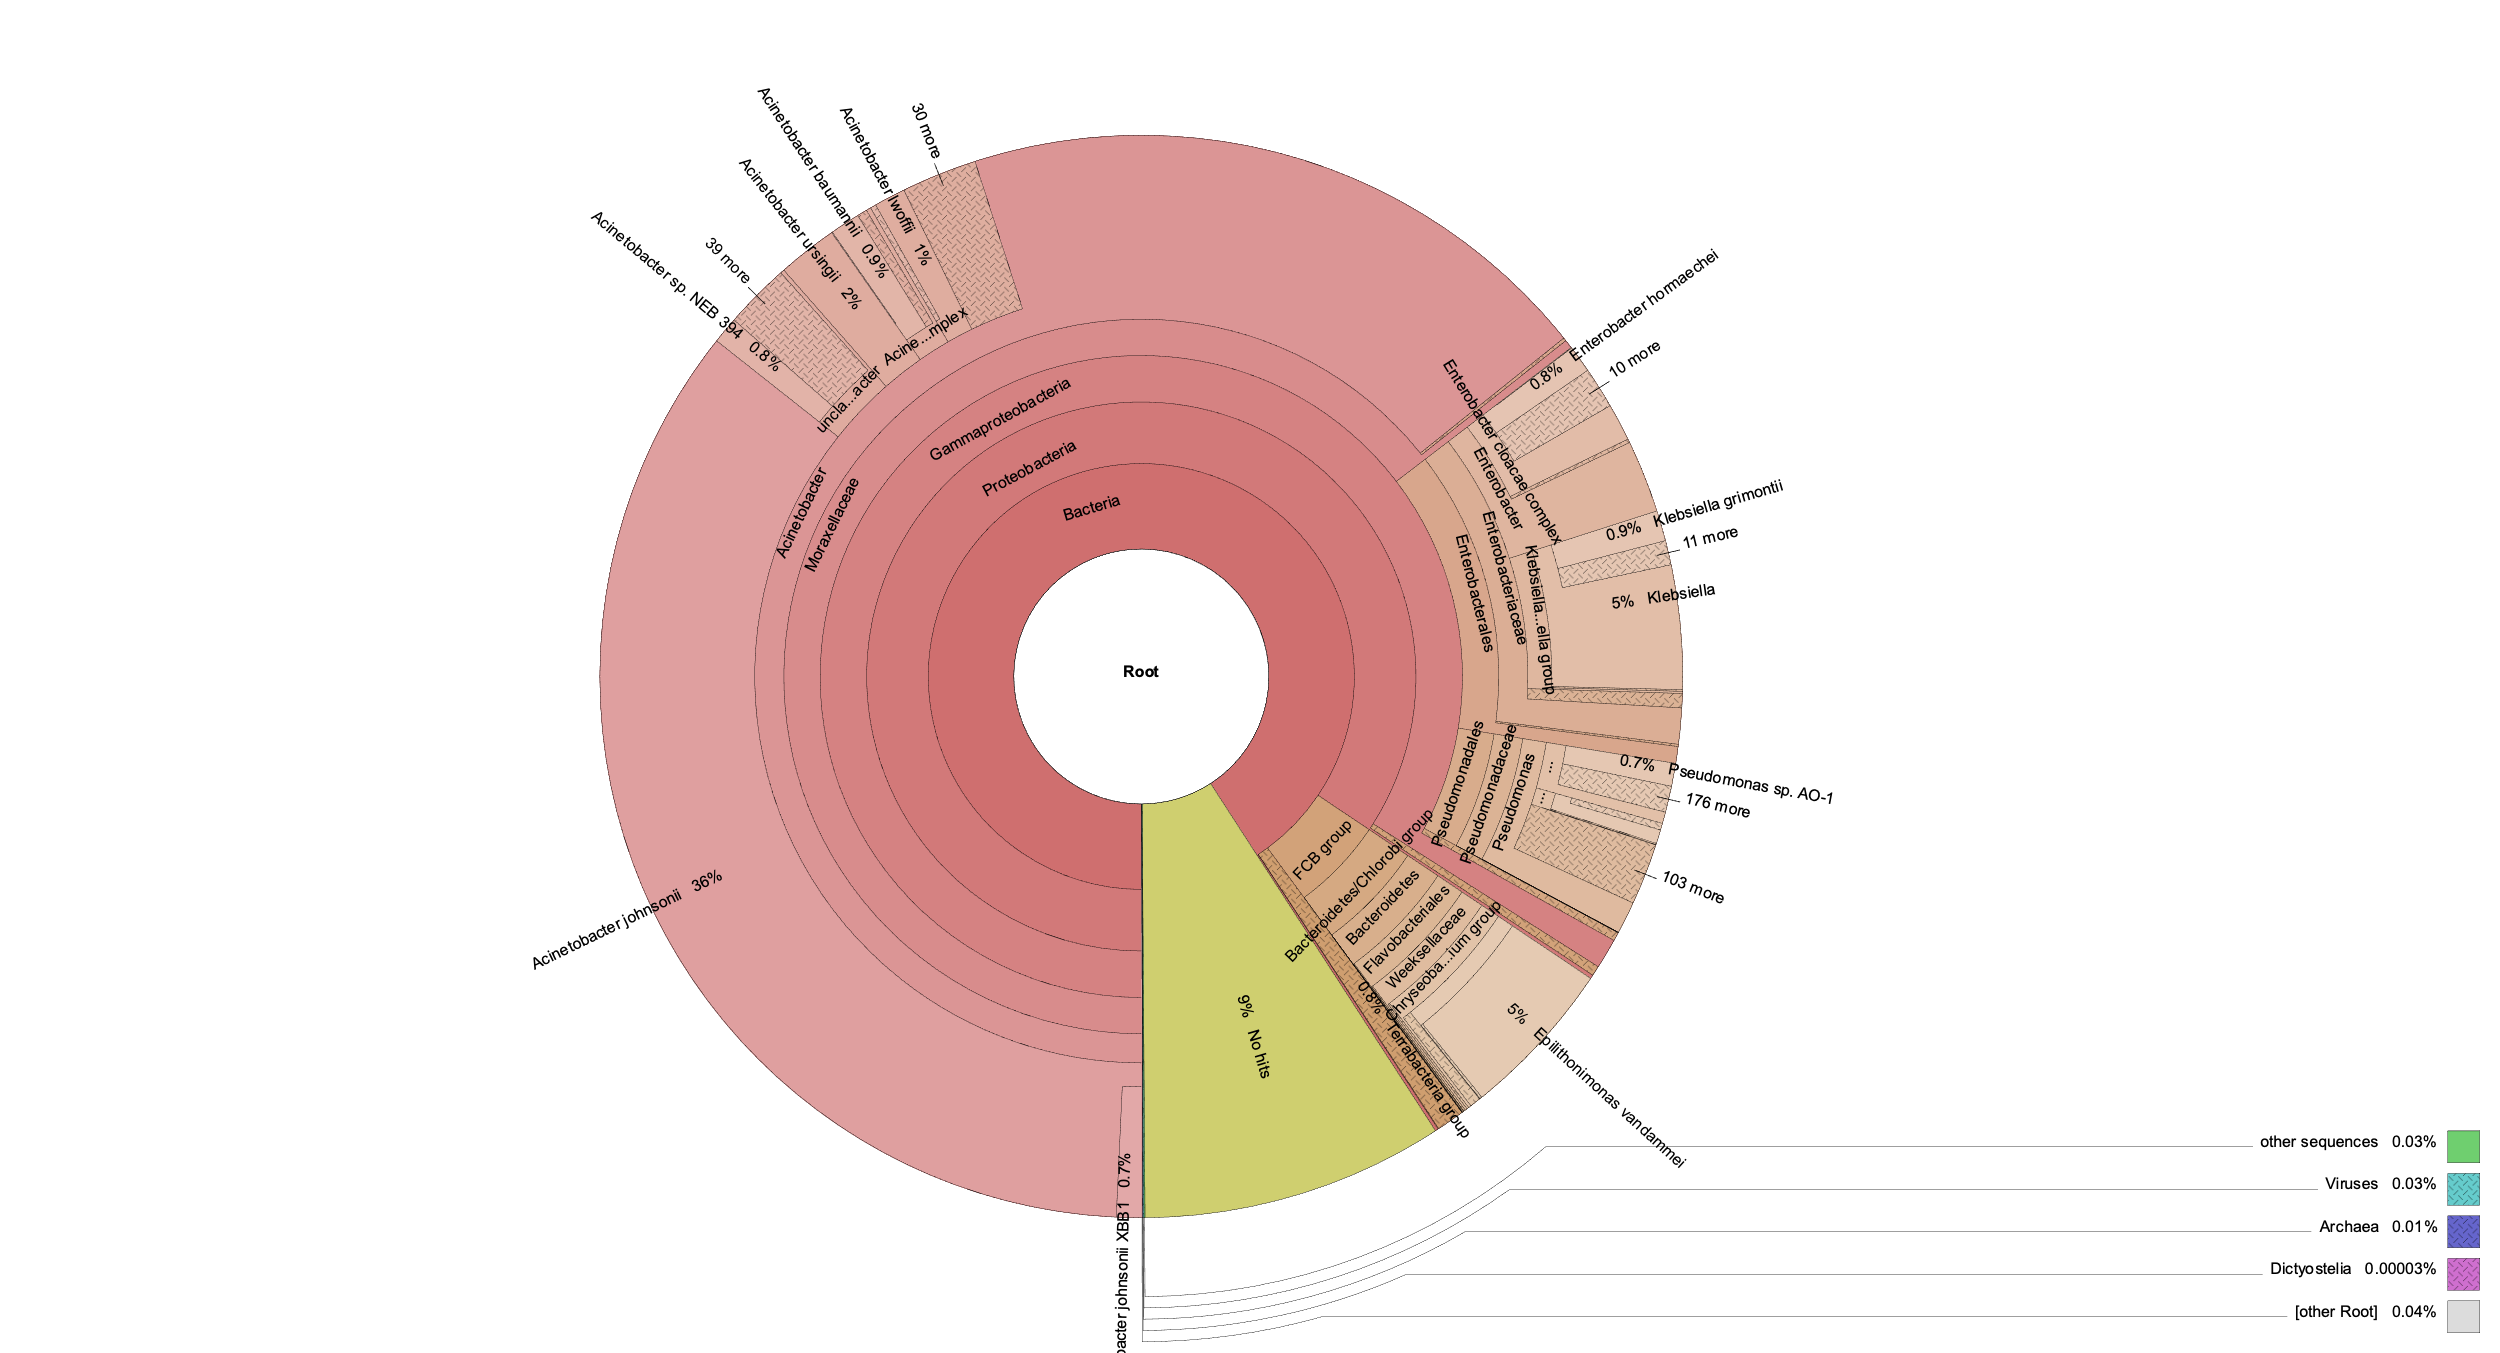 Root
Bacteria
Proteobacteria
Gammaproteobacteria
Moraxellaceae
Acinetobacter
Acinetobacter johnsonii 36%
bacter johnsonii XBB1 0.7%
uncla...acter
Acinetobacter sp. NEB 394 0.8%
39 more
Acinetobacter ursingii 2%
Acine...mplex
Acinetobacter baumannii 0.9%
Acinetobacter lwoffii 1%
30 more
Enterobacterales
Enterobacteriaceae
Enterobacter
Enterobacter cloacae complex
0.8% Enterobacter hormaechei
10 more
Klebsiella...ella group
0.9% Klebsiella grimontii
11 more
5% Klebsiella
Pseudomonadales
Pseudomonadaceae
Pseudomonas
...
...
0.7% Pseudomonas sp. AO-1
176 more
103 more
FCB group
Bacteroidetes/Chlorobi group
Bacteroidetes
Flavobacteriales
Weeksellaceae
Chryseoba...ium group
5% Epilithonimonas vandammei
0.8% Terrabacteria group
9% No hits
other sequences 0.03%
Viruses 0.03%
Archaea 0.01%
Dictyostelia 0.00003%
[other Root] 0.04%